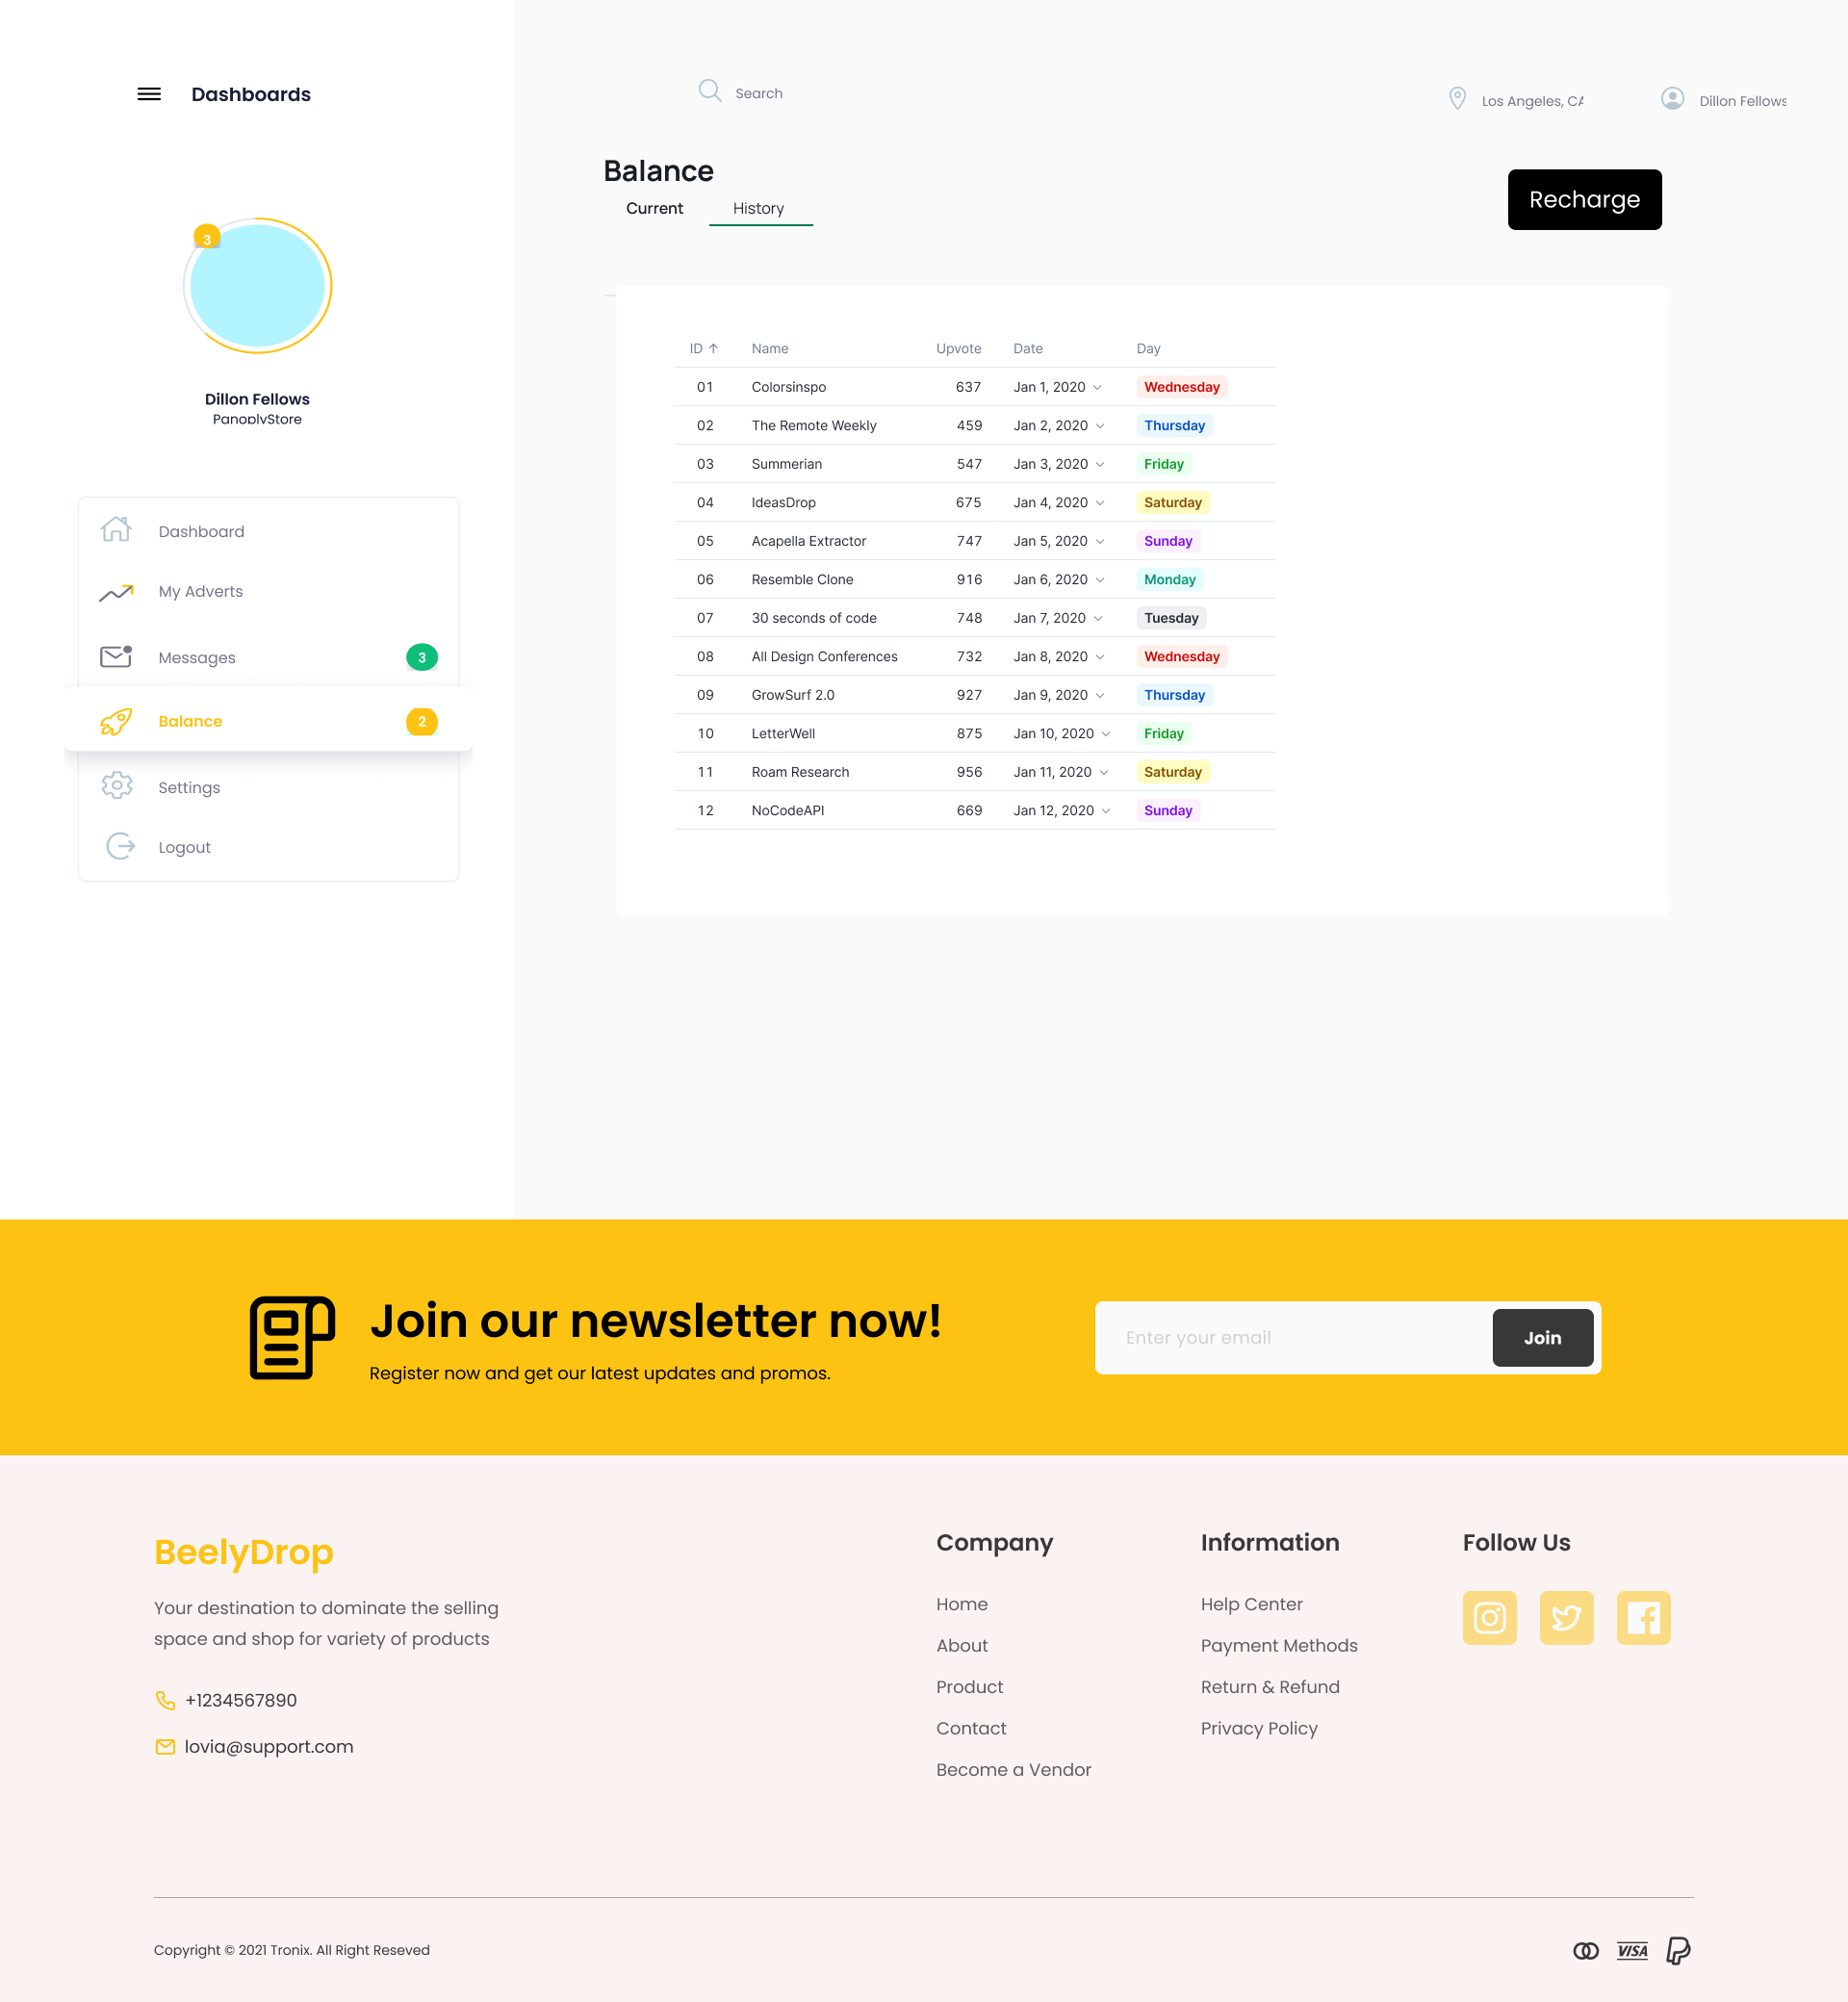 Dashboards
Search
Los Angeles, CA
Dillon Fellows
3
Dillon Fellows
PanoplyStore
Dashboard
My Adverts
Messages 3
Balance 2
Settings
Logout
Balance
Current History
Recharge
ID ↑ Name Upvote Date Day
01 Colorsinspo 637 Jan 1, 2020 Wednesday
02 The Remote Weekly 459 Jan 2, 2020 Thursday
03 Summerian 547 Jan 3, 2020 Friday
04 IdeasDrop 675 Jan 4, 2020 Saturday
05 Acapella Extractor 747 Jan 5, 2020 Sunday
06 Resemble Clone 916 Jan 6, 2020 Monday
07 30 seconds of code 748 Jan 7, 2020 Tuesday
08 All Design Conferences 732 Jan 8, 2020 Wednesday
09 GrowSurf 2.0 927 Jan 9, 2020 Thursday
10 LetterWell 875 Jan 10, 2020 Friday
11 Roam Research 956 Jan 11, 2020 Saturday
12 NoCodeAPI 669 Jan 12, 2020 Sunday
Join our newsletter now!
Register now and get our latest updates and promos.
Enter your email
Join
BeelyDrop
Your destination to dominate the selling
space and shop for variety of products
+1234567890
lovia@support.com
Company
Home
About
Product
Contact
Become a Vendor
Information
Help Center
Payment Methods
Return & Refund
Privacy Policy
Follow Us
Copyright © 2021 Tronix. All Right Reseved
VISA